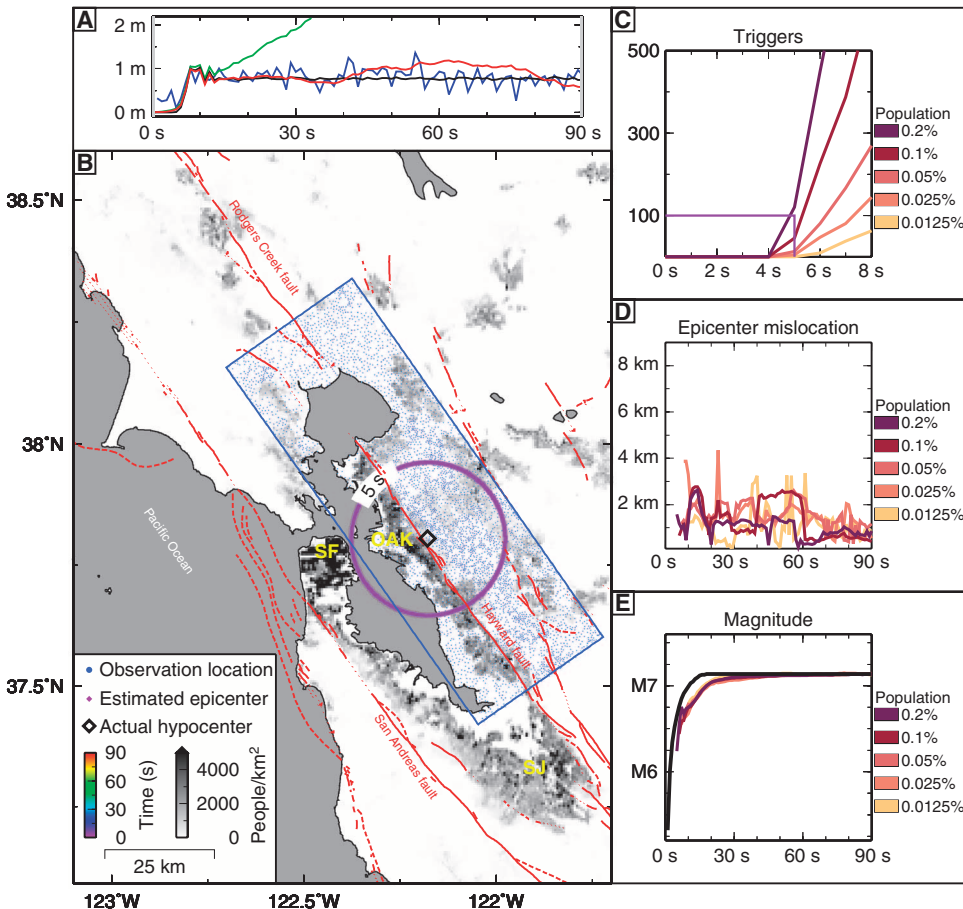 A
2 m
1 m
0 m
0 s
30 s
60 s
90 s
B
38.5˚N
38˚N
37.5˚N
123˚W
122.5˚W
122˚W
Rodgers Creek fault
Pacific Ocean
5 s
SF
OAK
Hayward fault
San Andreas fault
SJ
Observation location
Estimated epicenter
Actual hypocenter
90
60
30
0
Time (s)
4000
2000
0
People/km²
25 km
C
Triggers
500
300
100
0 s
2 s
4 s
6 s
8 s
Population
0.2%
0.1%
0.05%
0.025%
0.0125%
D
Epicenter mislocation
8 km
6 km
4 km
2 km
0 s
30 s
60 s
90 s
Population
0.2%
0.1%
0.05%
0.025%
0.0125%
E
Magnitude
M7
M6
0 s
30 s
60 s
90 s
Population
0.2%
0.1%
0.05%
0.025%
0.0125%